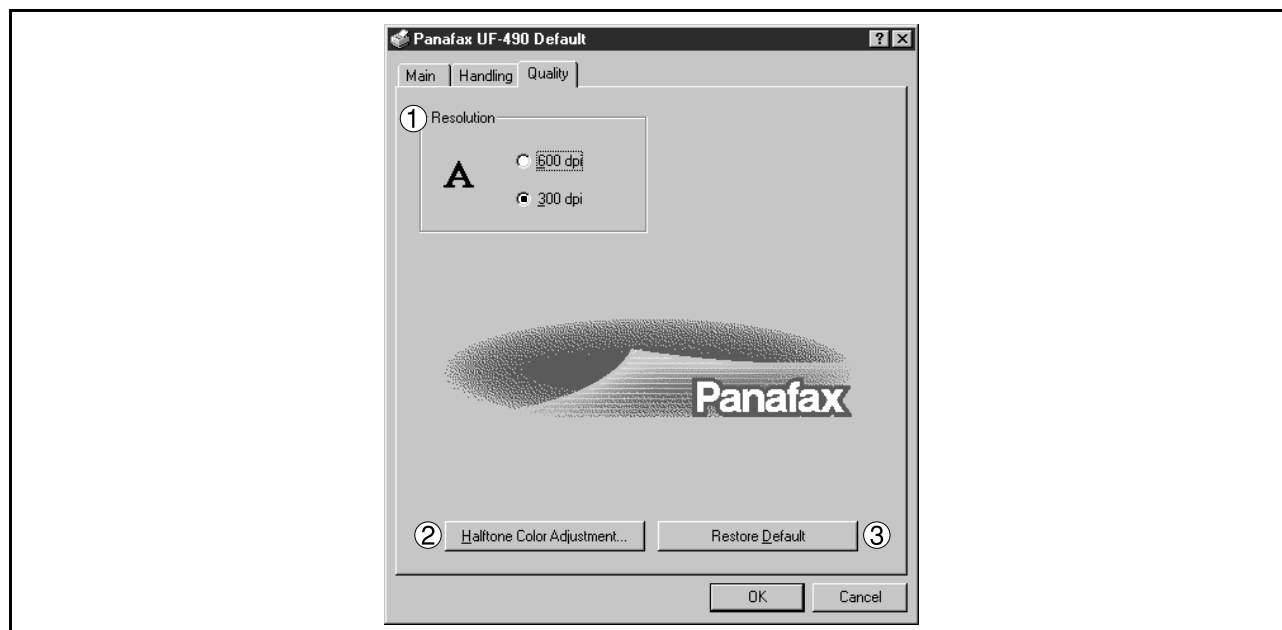 Panafax UF-490 Default
Main Handling Quality
① Resolution
A
600 dpi
300 dpi
Panafax
② Halftone Color Adjustment... Restore Default ③
OK Cancel